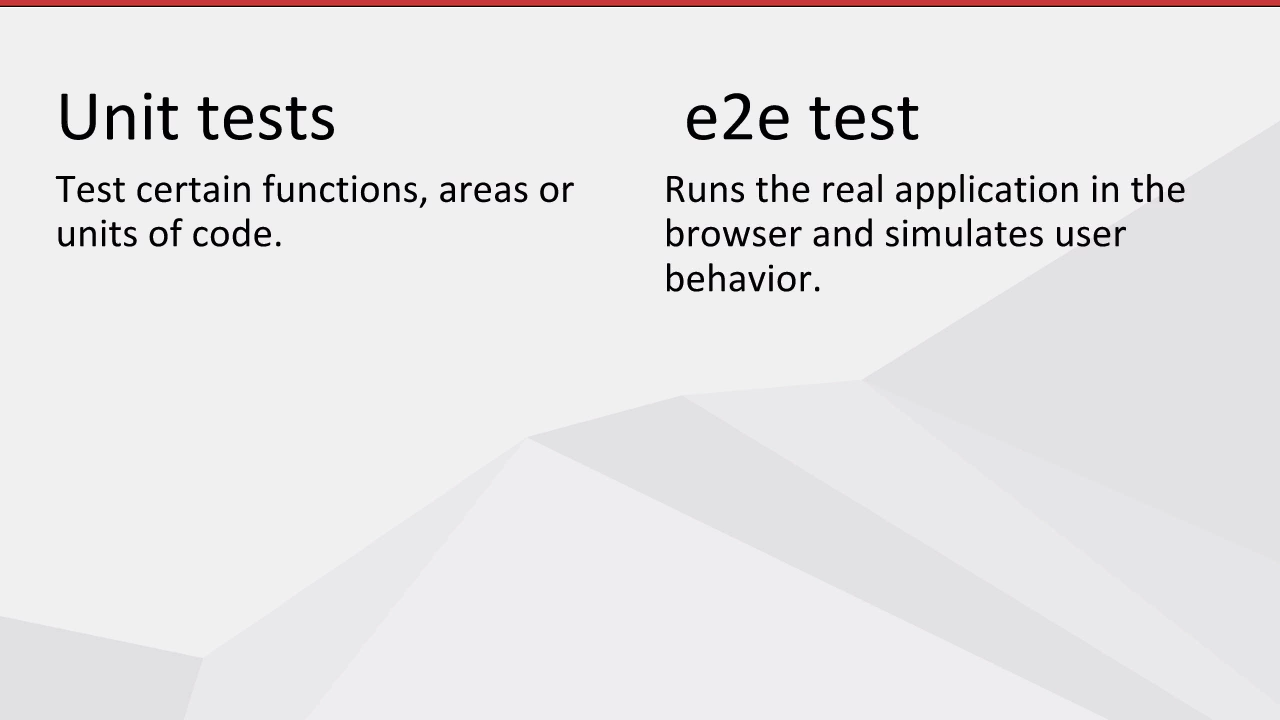 Unit tests
Test certain functions, areas or
units of code.
e2e test
Runs the real application in the
browser and simulates user
behavior.